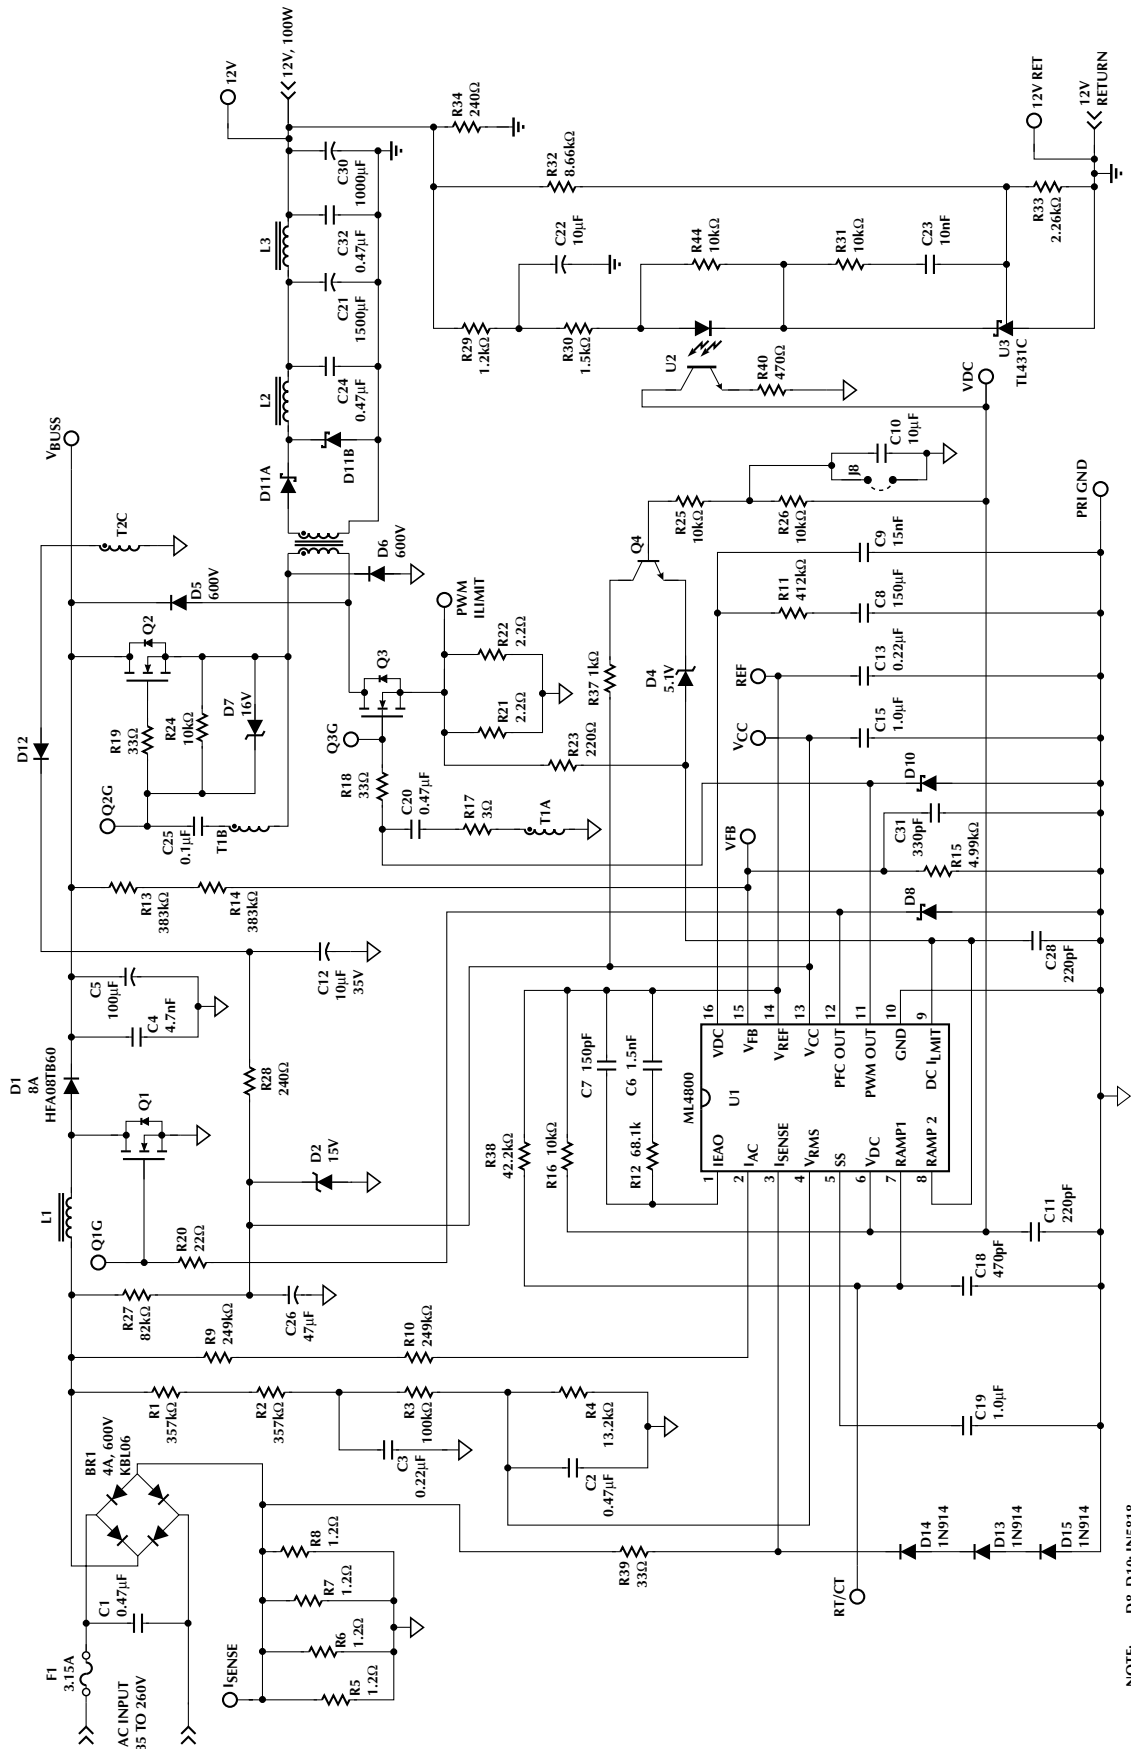 AC INPUT
85 TO 260V
F1
3.15A
C1
0.47µF
BR1
4A, 600V
KBL06
ISENSE
R5
1.2Ω
R6
1.2Ω
R7
1.2Ω
R8
1.2Ω
R1
357kΩ
R2
357kΩ
R3
100kΩ
R4
13.2kΩ
C3
0.22µF
C2
0.47µF
R9
249kΩ
R10
249kΩ
R27
82kΩ
C26
47µF
Q1G
R20
22Ω
L1
Q1
D1
8A
HFA08TB60
D2
15V
R28
240Ω
C4
4.7nF
C5
100µF
C12
10µF
35V
R13
383kΩ
R14
383kΩ
D12
Q2G
C25
0.1µF
T1B
R19
33Ω
R24
10kΩ
D7
16V
Q2
D5
600V
T2C
VBUSS
D6
600V
Q3G
R18
33Ω
C20
0.47µF
R17
3Ω
T1A
Q3
R21
2.2Ω
R22
2.2Ω
PWM
ILIMIT
R23
220Ω
D11A
D11B
L2
C24
0.47µF
C21
1500µF
L3
C32
0.47µF
C30
1000µF
12V
12V, 100W
R34
240Ω
R32
8.66kΩ
R33
2.26kΩ
12V RET
12V
RETURN
C22
10µF
R29
1.2kΩ
R30
1.5kΩ
R44
10kΩ
R31
10kΩ
C23
10nF
U2
R40
470Ω
U3
TL431C
VDC
R37 1kΩ
Q4
D4
5.1V
R25
10kΩ
R26
10kΩ
J8
C10
10µF
PRI GND
R11
412kΩ
C9
15nF
C8
150µF
C13
0.22µF
C15
1.0µF
REF
VCC
D10
VFB
C31
330pF
R15
4.99kΩ
D8
C28
220pF
C7 150pF
C6 1.5nF
R38
42.2kΩ
R16 10kΩ
R12 68.1k
ML4800
U1
1 IEAO
2 IAC
3 ISENSE
4 VRMS
5 SS
6 VDC
7 RAMP1
8 RAMP 2
VDC 16
VFB 15
VREF 14
VCC 13
PFC OUT 12
PWM OUT 11
GND 10
DC ILMIT 9
C11
220pF
C18
470pF
C19
1.0µF
R39
33Ω
RT/CT
D14
1N914
D13
1N914
D15
1N914